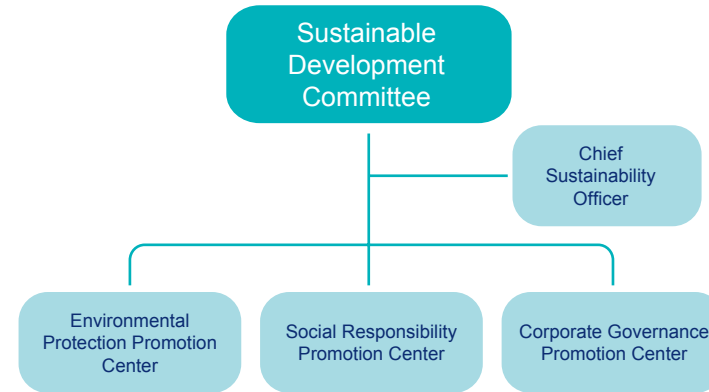 Sustainable
Development
Committee
Chief
Sustainability
Officer
Environmental
Protection Promotion
Center
Social Responsibility
Promotion Center
Corporate Governance
Promotion Center